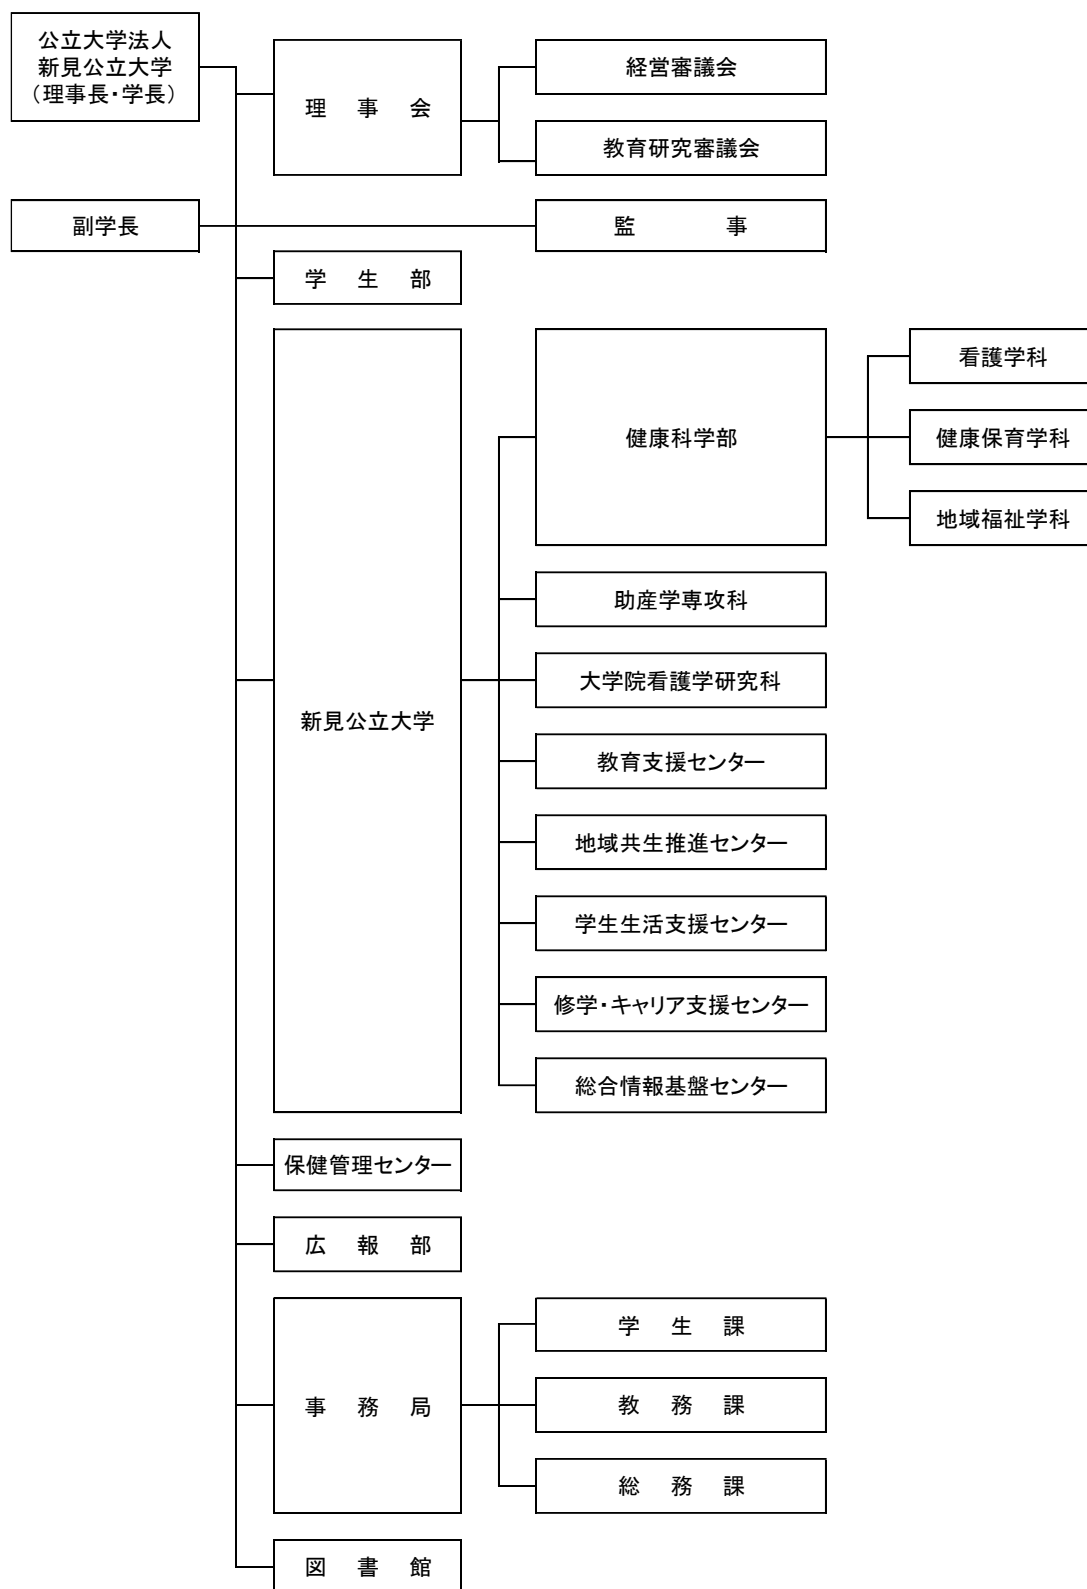 公立大学法人
新見公立大学
(理事長・学長)
理事会
経営審議会
教育研究審議会
副学長
監事
学生部
新見公立大学
健康科学部
看護学科
健康保育学科
地域福祉学科
助産学専攻科
大学院看護学研究科
教育支援センター
地域共生推進センター
学生生活支援センター
修学・キャリア支援センター
総合情報基盤センター
保健管理センター
広報部
事務局
学生課
教務課
総務課
図書館